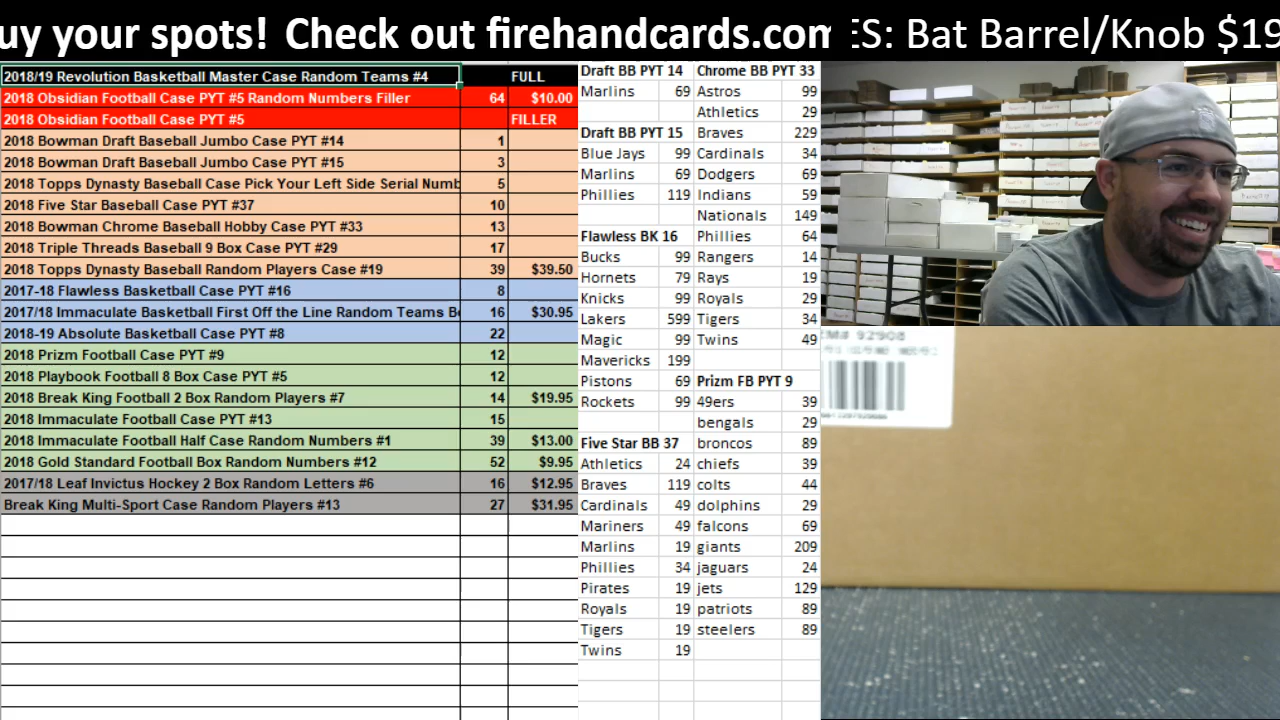 uy your spots! Check out firehandcards.com
ES: Bat Barrel/Knob $19
2018/19 Revolution Basketball Master Case Random Teams #4 FULL
2018 Obsidian Football Case PYT #5 Random Numbers Filler 64 $10.00
2018 Obsidian Football Case PYT #5 FILLER
2018 Bowman Draft Baseball Jumbo Case PYT #14 1
2018 Bowman Draft Baseball Jumbo Case PYT #15 3
2018 Topps Dynasty Baseball Case Pick Your Left Side Serial Numb 5
2018 Five Star Baseball Case PYT #37 10
2018 Bowman Chrome Baseball Hobby Case PYT #33 13
2018 Triple Threads Baseball 9 Box Case PYT #29 17
2018 Topps Dynasty Baseball Random Players Case #19 39 $39.50
2017-18 Flawless Basketball Case PYT #16 8
2017/18 Immaculate Basketball First Off the Line Random Teams B 16 $30.95
2018-19 Absolute Basketball Case PYT #8 22
2018 Prizm Football Case PYT #9 12
2018 Playbook Football 8 Box Case PYT #5 12
2018 Break King Football 2 Box Random Players #7 14 $19.95
2018 Immaculate Football Case PYT #13 15
2018 Immaculate Football Half Case Random Numbers #1 39 $13.00
2018 Gold Standard Football Box Random Numbers #12 52 $9.95
2017/18 Leaf Invictus Hockey 2 Box Random Letters #6 16 $12.95
Break King Multi-Sport Case Random Players #13 27 $31.95
Draft BB PYT 14
Marlins 69
Draft BB PYT 15
Blue Jays 99
Marlins 69
Phillies 119
Flawless BK 16
Bucks 99
Hornets 79
Knicks 99
Lakers 599
Magic 99
Mavericks 199
Pistons 69
Rockets 99
Five Star BB 37
Athletics 24
Braves 119
Cardinals 49
Mariners 49
Marlins 19
Phillies 34
Pirates 19
Royals 19
Tigers 19
Twins 19
Chrome BB PYT 33
Astros 99
Athletics 29
Braves 229
Cardinals 34
Dodgers 69
Indians 59
Nationals 149
Phillies 64
Rangers 14
Rays 19
Royals 29
Tigers 34
Twins 49
Prizm FB PYT 9
49ers 39
bengals 29
broncos 89
chiefs 39
colts 44
dolphins 29
falcons 69
giants 209
jaguars 24
jets 129
patriots 89
steelers 89
92908